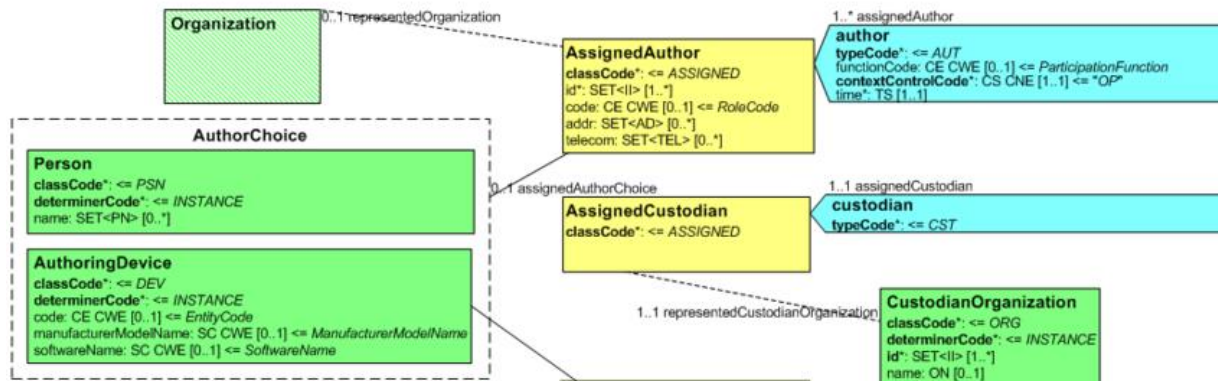 0..1 representedOrganization
Organization
1..* assignedAuthor
author
typeCode*: <= AUT
functionCode: CE CWE [0..1] <= ParticipationFunction
contextControlCode*: CS CNE [1..1] <= "OP"
time*: TS [1..1]
AssignedAuthor
classCode*: <= ASSIGNED
id*: SET<II> [1..*]
code: CE CWE [0..1] <= RoleCode
addr: SET<AD> [0..*]
telecom: SET<TEL> [0..*]
AuthorChoice
Person
classCode*: <= PSN
determinerCode*: <= INSTANCE
name: SET<PN> [0..*]
0..1 assignedAuthorChoice
1..1 assignedCustodian
custodian
typeCode*: <= CST
AssignedCustodian
classCode*: <= ASSIGNED
AuthoringDevice
classCode*: <= DEV
determinerCode*: <= INSTANCE
code: CE CWE [0..1] <= EntityCode
manufacturerModelName: SC CWE [0..1] <= ManufacturerModelName
softwareName: SC CWE [0..1] <= SoftwareName
1..1 representedCustodianOrganization
CustodianOrganization
classCode*: <= ORG
determinerCode*: <= INSTANCE
id*: SET<II> [1..*]
name: ON [0..1]